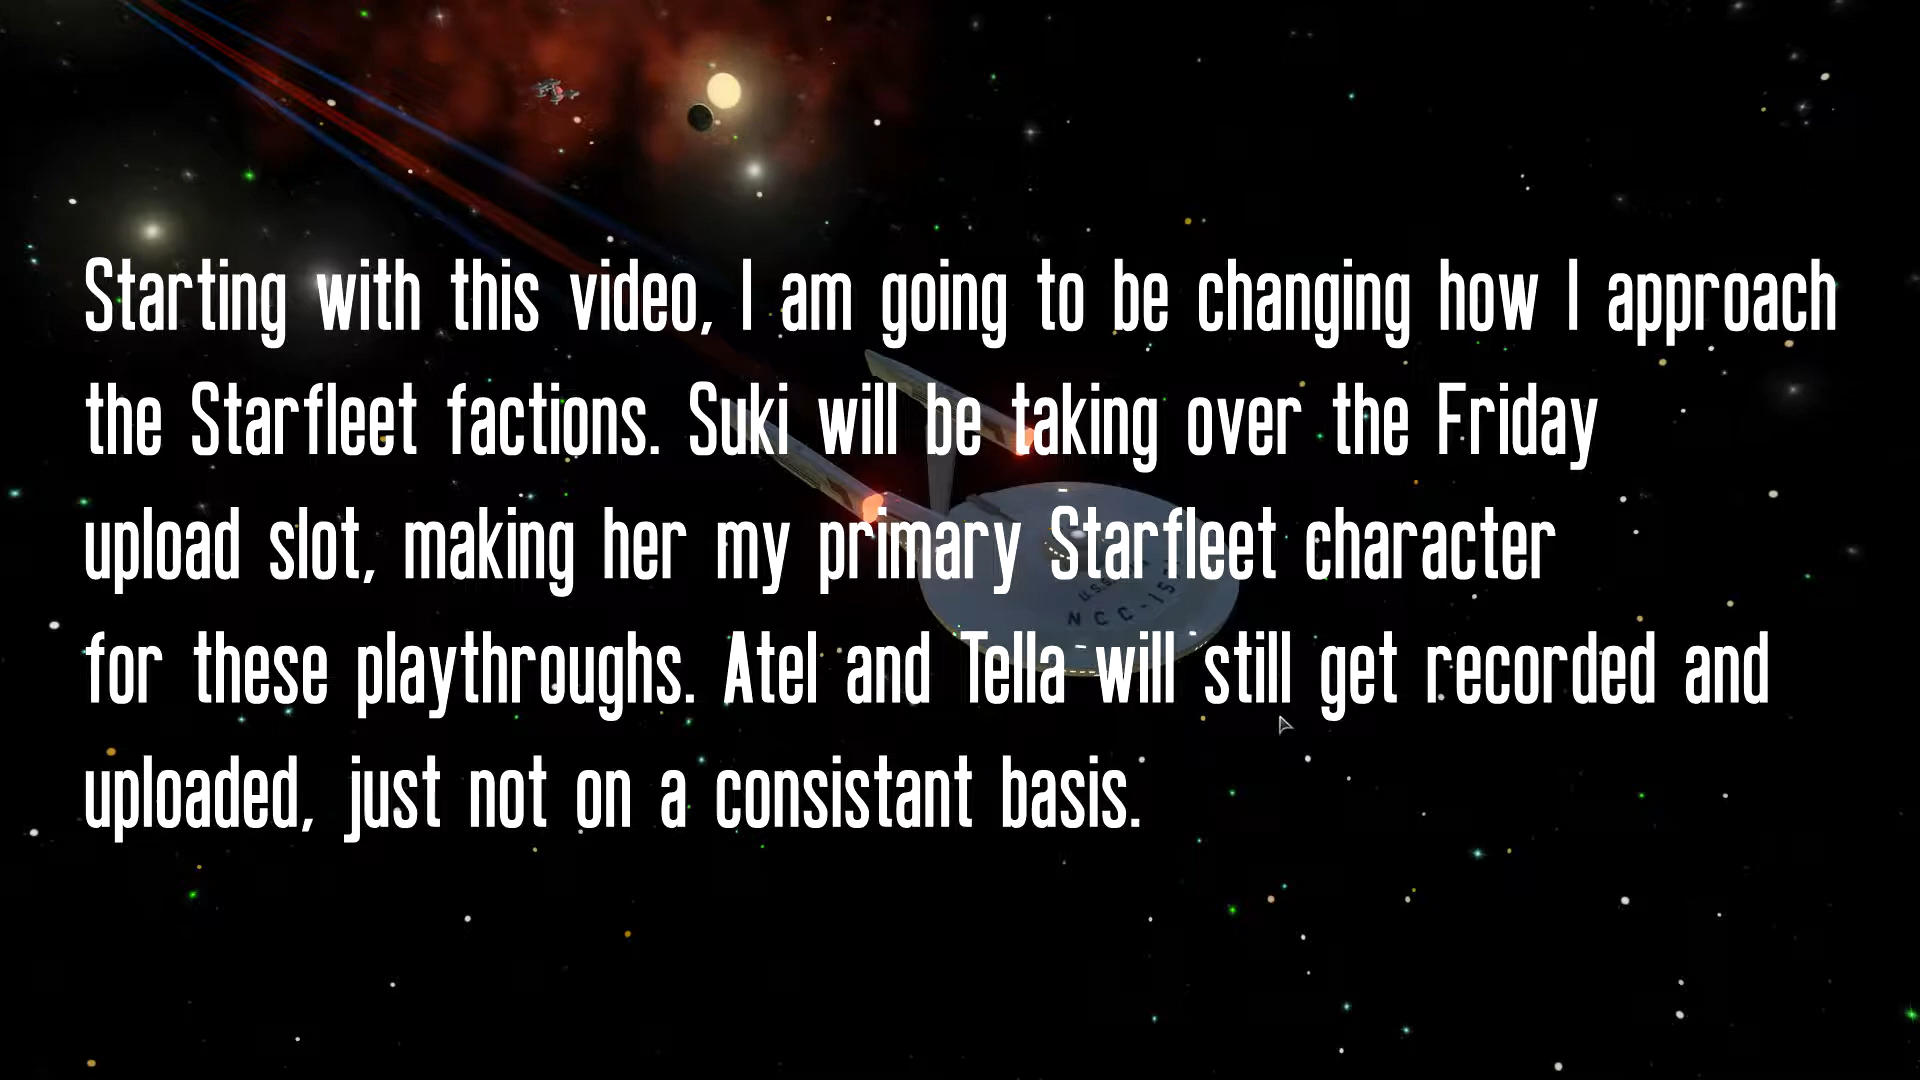 Starting with this video, I am going to be changing how I approach
the Starfleet factions. Suki will be taking over the Friday
upload slot, making her my primary Starfleet character
for these playthroughs. Atel and Tella will still get recorded and
uploaded, just not on a consistant basis.
U.S.S.
NCC-15